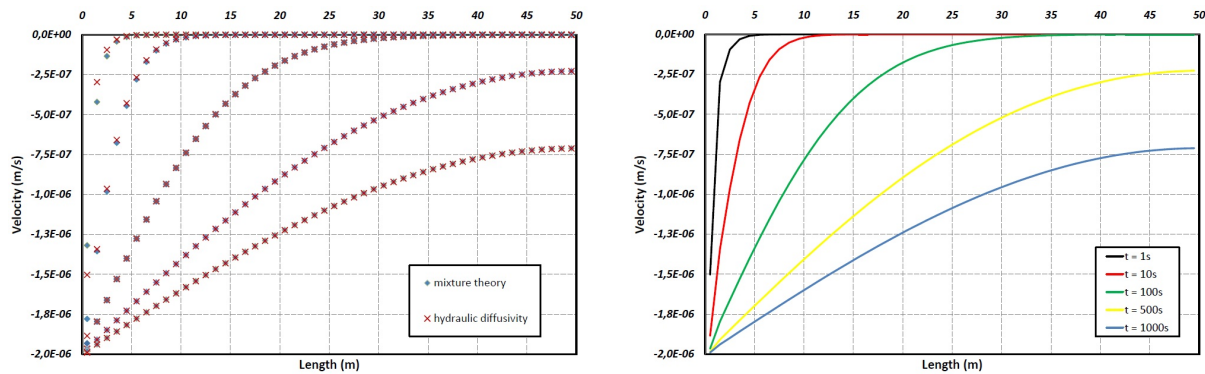 0 5 10 15 20 25 30 35 40 45 50
0,0E+00
-2,5E-07
-5,0E-07
-7,5E-07
-1,0E-06
-1,3E-06
-1,5E-06
-1,8E-06
-2,0E-06
Velocity (m/s)
mixture theory
hydraulic diffusivity
Length (m)
0 5 10 15 20 25 30 35 40 45 50
0,0E+00
-2,5E-07
-5,0E-07
-7,5E-07
-1,0E-06
-1,3E-06
-1,5E-06
-1,8E-06
-2,0E-06
Velocity (m/s)
t = 1s
t = 10s
t = 100s
t = 500s
t = 1000s
Length (m)